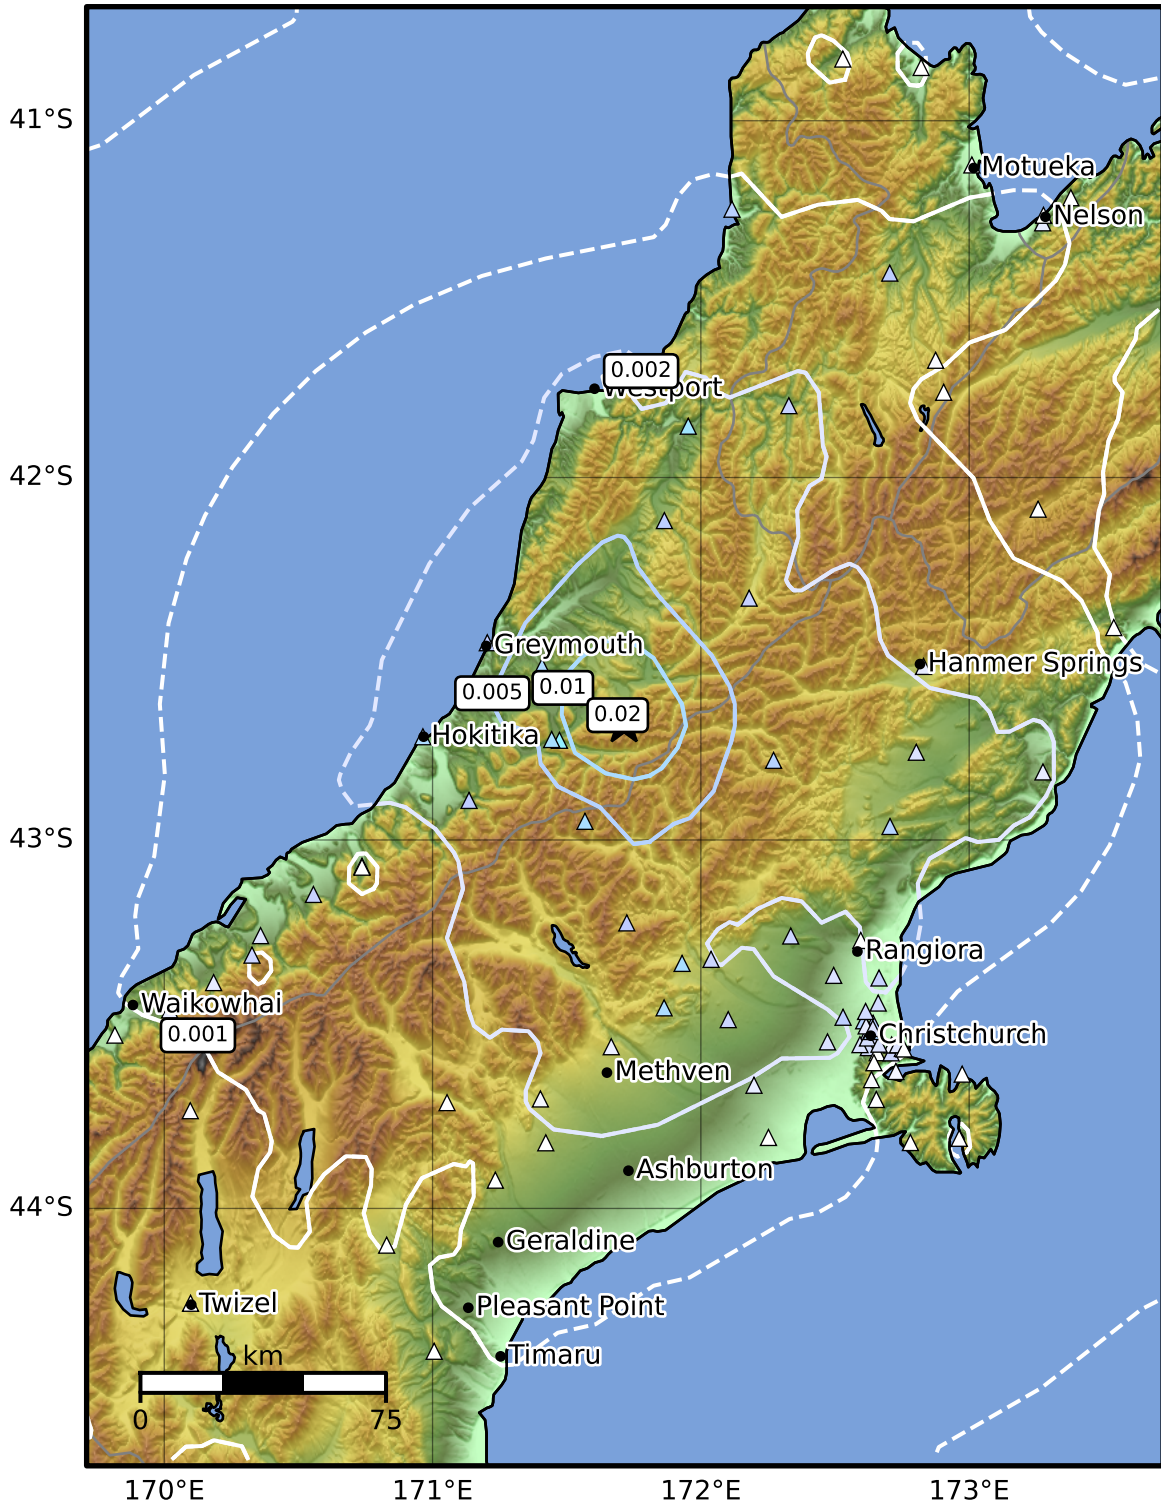 41°S
Motueka
Nelson
0.002
Westport
42°S
Greymouth
Hanmer Springs
0.005
0.01
0.02
Hokitika
43°S
Rangiora
Waikowhai
0.001
Christchurch
Methven
Ashburton
44°S
Geraldine
Twizel
Pleasant Point
km
Timaru
0
75
170°E
171°E
172°E
173°E